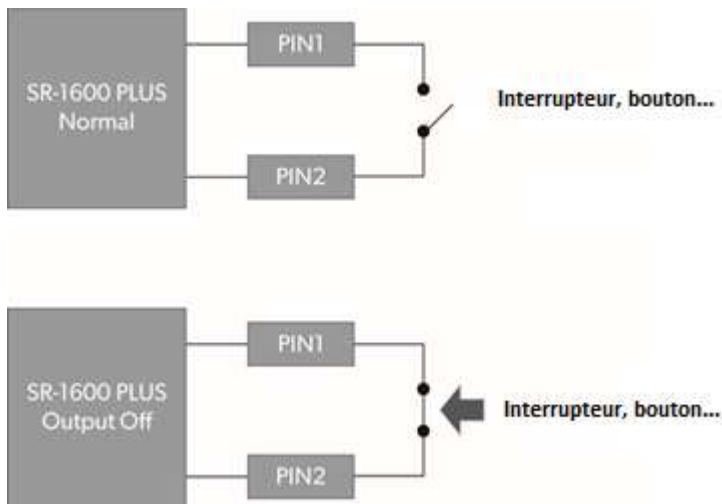 PIN1
SR-1600 PLUS
Normal
Interrupteur, bouton...
PIN2
PIN1
SR-1600 PLUS
Output Off
Interrupteur, bouton...
PIN2